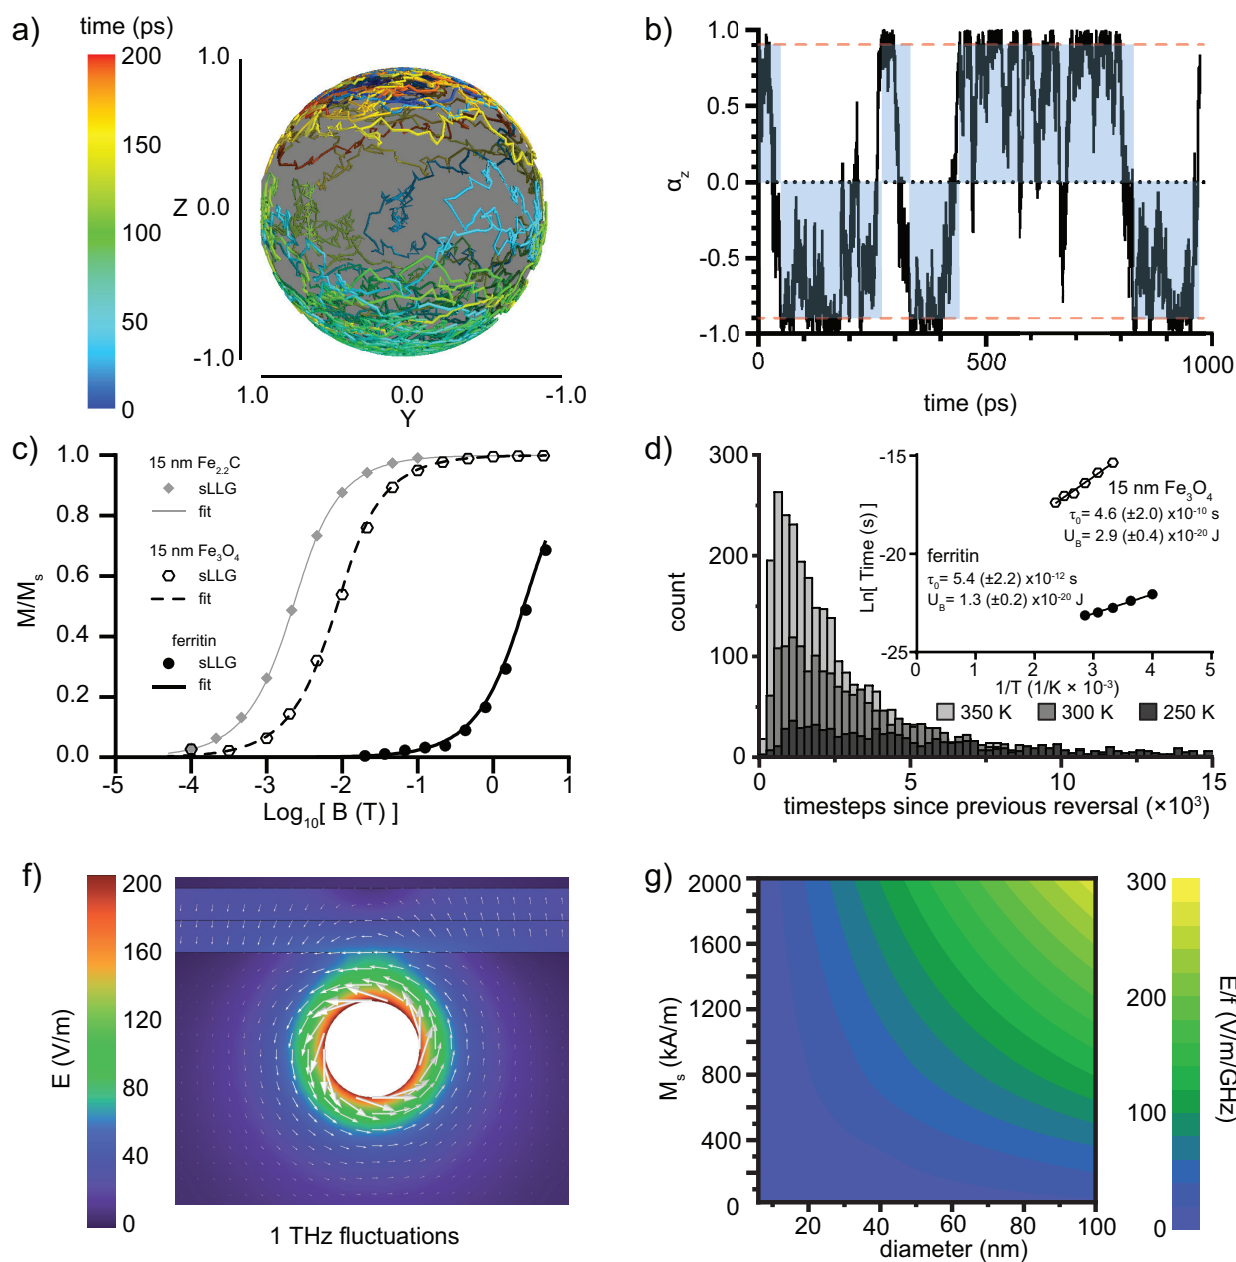 a)
time (ps)
200
150
100
50
0
1.0
Z 0.0
-1.0
1.0
0.0
-1.0
Y
b)
1.0
0.5
0.0
-0.5
-1.0
α_z
0
500
1000
time (ps)
c)
1.0
0.8
0.6
0.4
0.2
0.0
M/M_s
15 nm Fe_2.2C
sLLG
fit
15 nm Fe_3O_4
sLLG
fit
ferritin
sLLG
fit
-5
-4
-3
-2
-1
0
1
Log_10[ B (T) ]
d)
300
200
100
0
count
-15
-20
-25
Ln[ Time (s) ]
15 nm Fe_3O_4
τ_0= 4.6 (±2.0) x10^-10 s
U_B= 2.9 (±0.4) x10^-20 J
ferritin
τ_0= 5.4 (±2.2) x10^-12 s
U_B= 1.3 (±0.2) x10^-20 J
0
1
2
3
4
5
1/T (1/K × 10^-3)
350 K
300 K
250 K
0
5
10
15
timesteps since previous reversal (×10^3)
f)
200
160
120
80
40
0
E (V/m)
1 THz fluctuations
g)
2000
1600
1200
800
400
0
M_s (kA/m)
20
40
60
80
100
diameter (nm)
300
200
100
0
E/f (V/m/GHz)